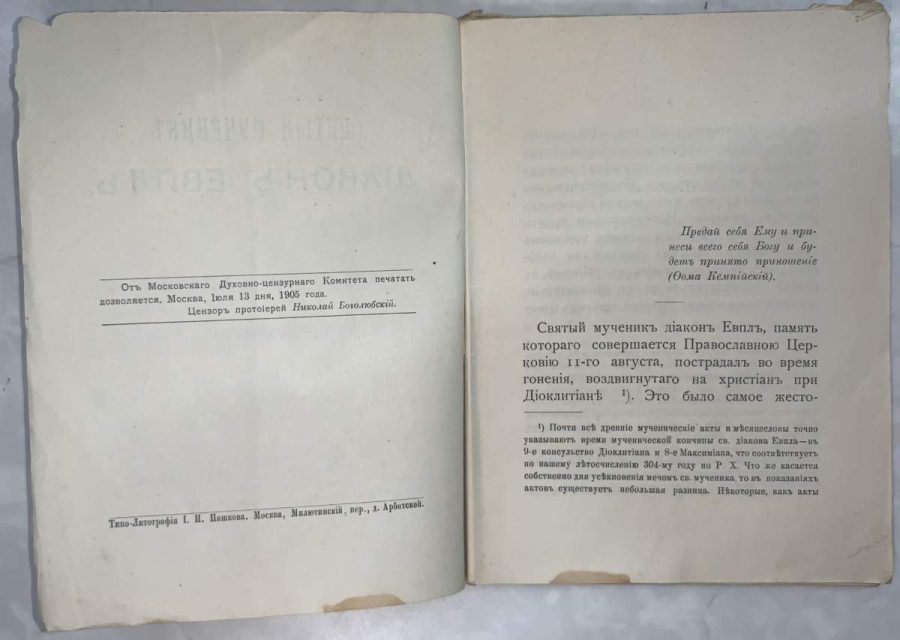 Отъ Московскаго Духовно-цензурнаго Комитета печатать
дозволяется. Москва, Іюля 13 дня, 1905 года.
Цензоръ протоіерей Николай Боголюбскій.
Типо-Литографія І. И. Пашкова. Москва, Милютинскій, пер., д. Арбатской.
Предай себя Ему и при-
неси всего себя Богу и бу-
детъ принято приношеніе
(Ѳома Кемпійскій).
Святый мученикъ діаконъ Евплъ, память
котораго совершается Православною Цер-
ковію 11-го августа, пострадалъ во время
гоненія, воздвигнутаго на христіанъ при
Діоклитіанѣ ¹). Это было самое жесто-
¹) Почти всѣ древніе мученическіе акты и мѣсяцесловы точно
указываютъ время мученической кончины св. діакона Евпла—въ
9-е консульство Діоклитіана и 8-е Максиміака, что соотвѣтствуетъ
по нашему лѣтосчисленію 304-му году по Р. Х. Что же касается
собственно дня усѣкновенія мечомъ св. мученика, то въ показаніяхъ
актовъ существуетъ небольшая разница. Нѣкоторые, какъ акты